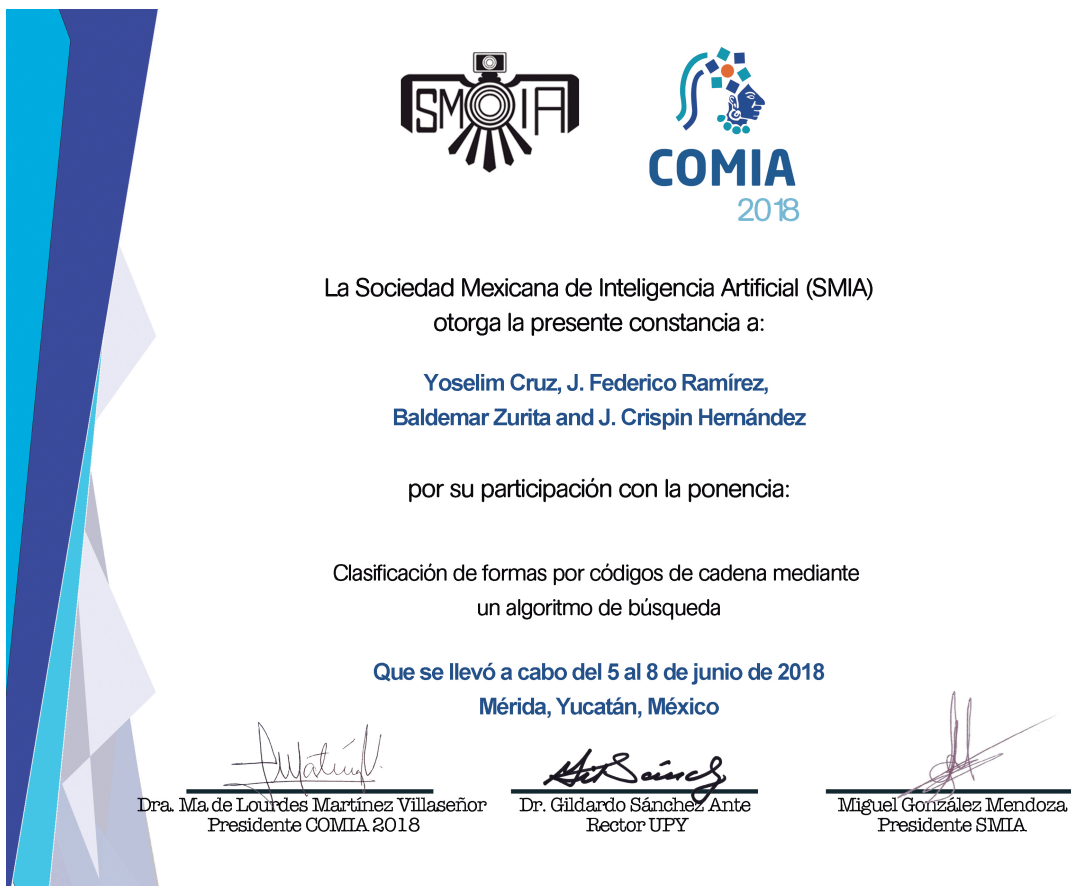 SMIA
COMIA
2018
La Sociedad Mexicana de Inteligencia Artificial (SMIA)
otorga la presente constancia a:
Yoselim Cruz, J. Federico Ramírez,
Baldemar Zurita and J. Crispin Hernández
por su participación con la ponencia:
Clasificación de formas por códigos de cadena mediante
un algoritmo de búsqueda
Que se llevó a cabo del 5 al 8 de junio de 2018
Mérida, Yucatán, México
Dra. Ma de Lourdes Martínez Villaseñor
Presidente COMIA 2018
Dr. Gildardo Sánchez Ante
Rector UPY
Miguel González Mendoza
Presidente SMIA